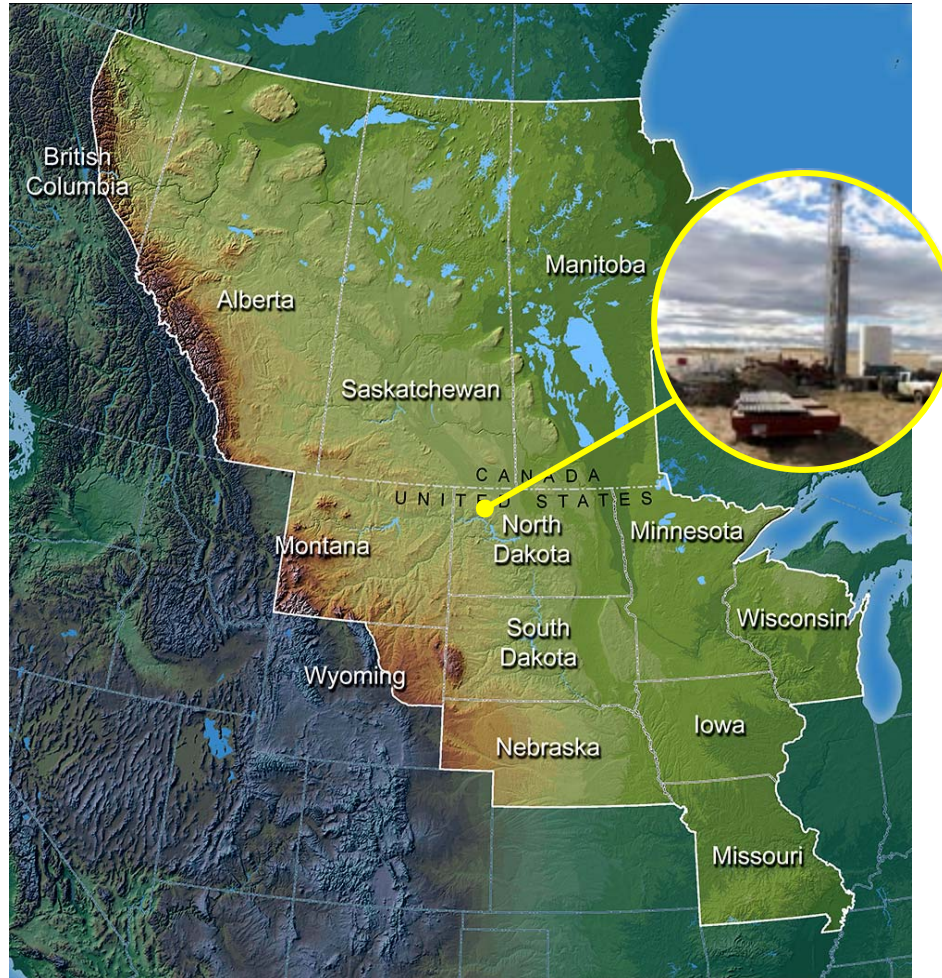 British
Columbia
Alberta
Manitoba
Saskatchewan
CANADA
UNITED STATES
Montana
North
Dakota
Minnesota
South
Dakota
Wisconsin
Wyoming
Nebraska
Iowa
Missouri